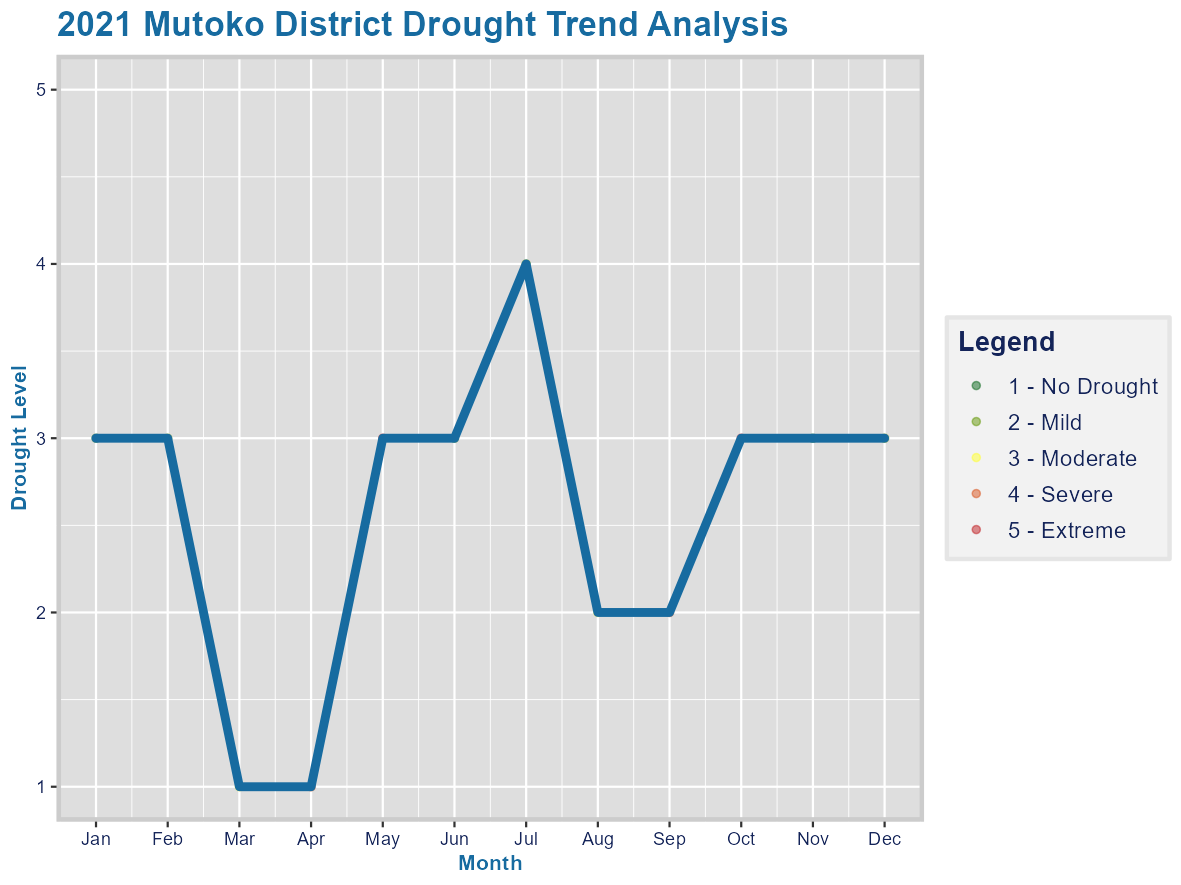 2021 Mutoko District Drought Trend Analysis
5
4
3
2
1
Drought Level
Jan Feb Mar Apr May Jun Jul Aug Sep Oct Nov Dec
Month
Legend
1 - No Drought
2 - Mild
3 - Moderate
4 - Severe
5 - Extreme